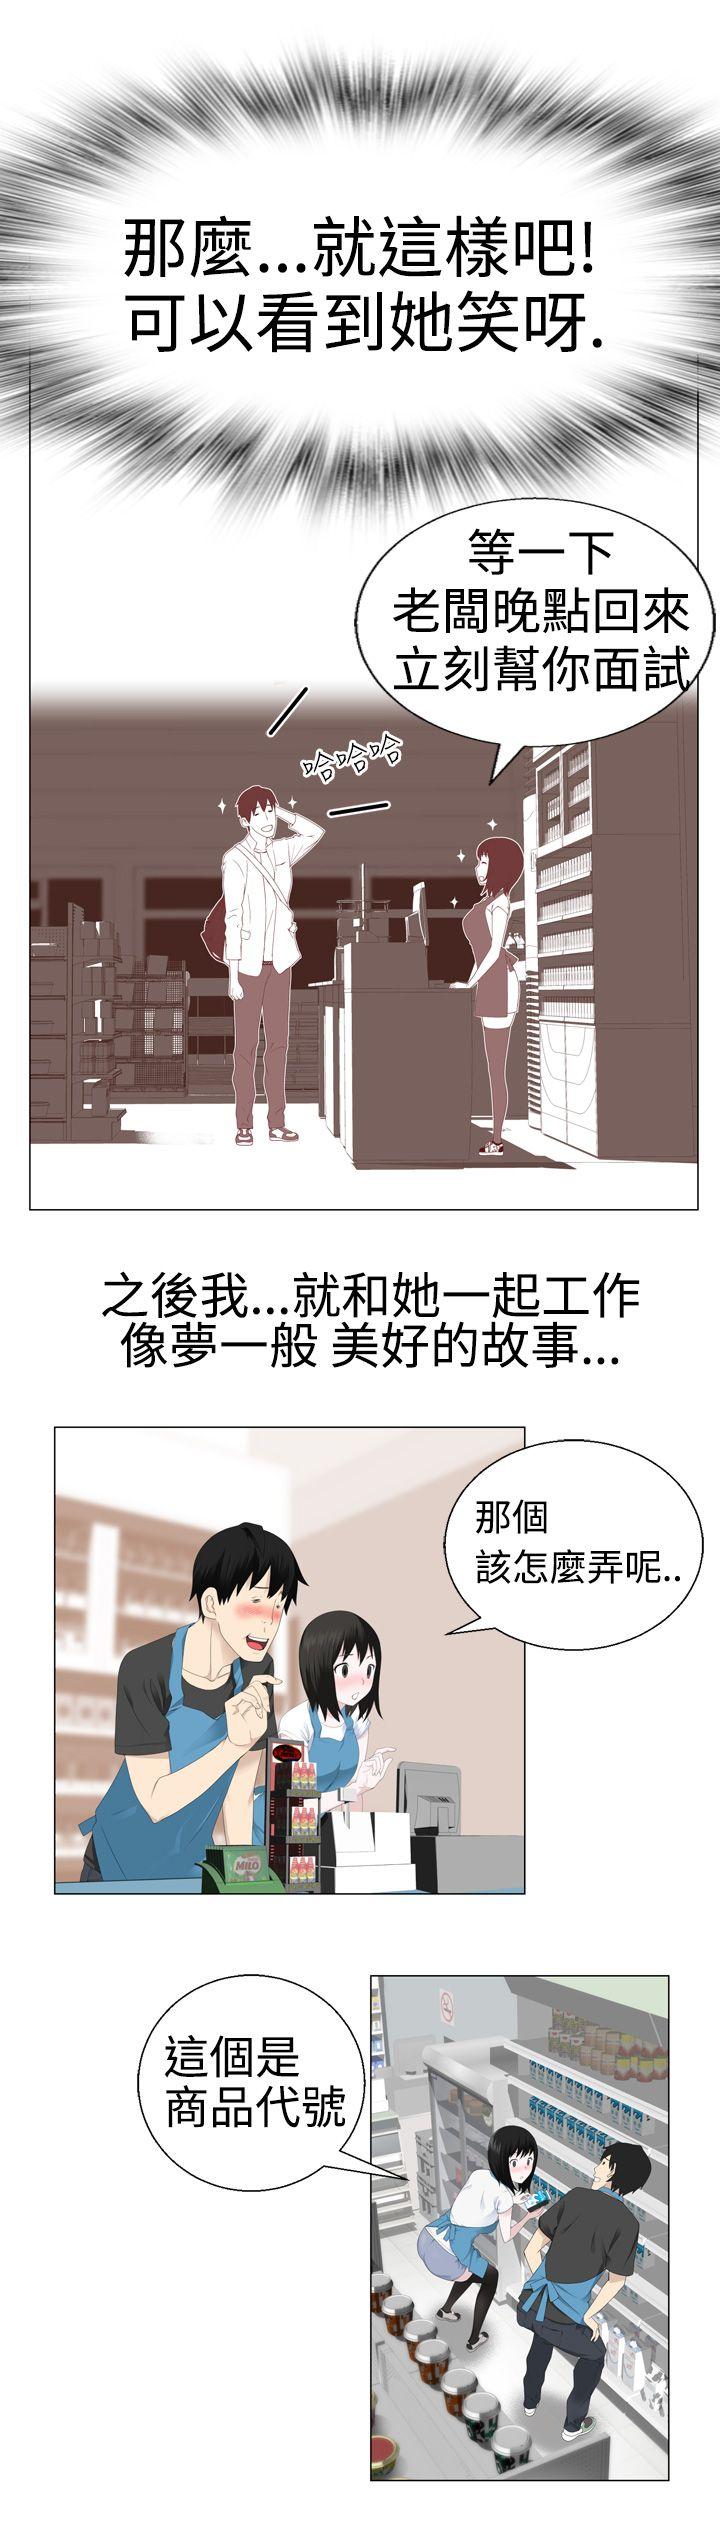 那麼...就這樣吧!
可以看到她笑呀.
等一下
老闆晚點回來
立刻幫你面試
哈哈哈
之後我...就和她一起工作
像夢一般 美好的故事...
那個
該怎麼弄呢..
MILO
這個是
商品代號